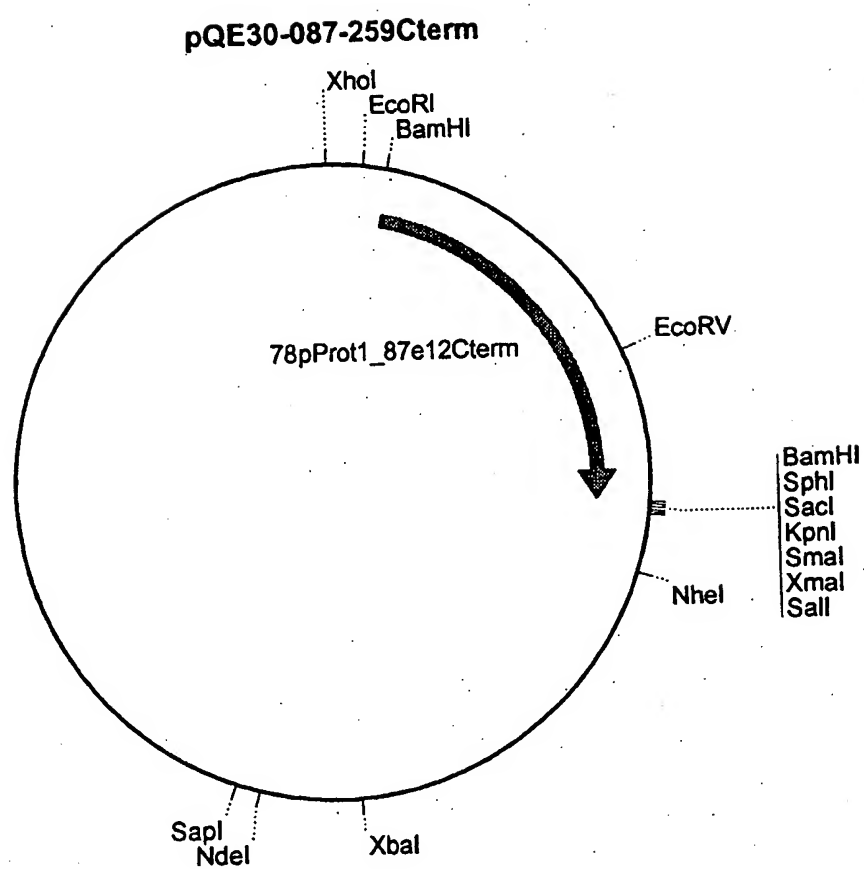 pQE30-087-259Cterm
XhoI
EcoRI
BamHI
EcoRV
78pProt1_87e12Cterm
BamHI
SphI
SacI
KpnI
SmaI
XmaI
SalI
NheI
SapI
NdeI
XbaI